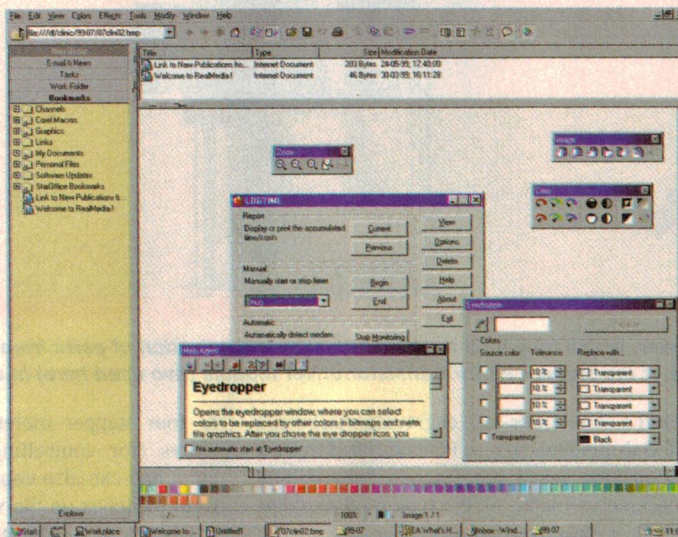 File Edit View Colors Effects Tools Modify Window Help
file:///d|/clinic/99-07/07clin02.bmp
E-mail & News
Tasks
Work Folder
Bookmarks
Channels
Corel Macros
Graphics
Links
My Documents
Personal Files
Software Updates
StarOffice Bookmarks
Link to New Publications fr...
Welcome to RealMedia!
Explorer
Title Type Size Modification Date
Link to New Publications fro... Internet Document 203 Bytes 24-05-99, 12:40:00
Welcome to RealMedia! Internet Document 46 Bytes 30-03-99, 16:11:28
Zoom
Image
Color
LOGTIME
Report
Display or print the accumulated
time/costs
Current
Previous
Manual
Manually start or stop timer
Begin
End
Automatic
Automatically detect modem
Stop Monitoring
View
Options
Delete
Help
About
Exit
Help Agent
Eyedropper
Opens the eyedropper window, where you can select
colors to be replaced by other colors in bitmaps and meta
file graphics. After you chose the eye dropper icon, you
No automatic start at 'Eyedropper'
Eyedropper
Colors
Source color Tolerance Replace with...
10 % Transparent
10 % Transparent
10 % Transparent
10 % Transparent
Transparency Black
100% Image 1 / 1
Start Workplace Welcome to ... Untitled1 07clin02.bmp 99-07 EA What's H... Inbox - Wind... 99-07